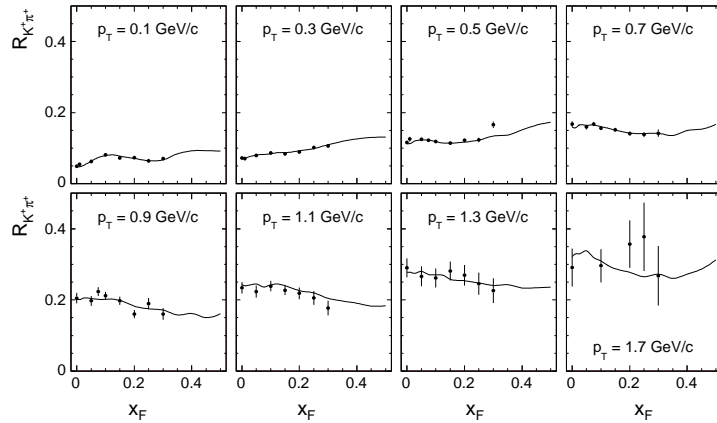 R_{K⁺π⁺}
p_T = 0.1 GeV/c
p_T = 0.3 GeV/c
p_T = 0.5 GeV/c
p_T = 0.7 GeV/c
0.4
0.2
0
R_{K⁺π⁺}
p_T = 0.9 GeV/c
p_T = 1.1 GeV/c
p_T = 1.3 GeV/c
p_T = 1.7 GeV/c
0.4
0.2
0
0 0.2 0.4 0 0.2 0.4 0 0.2 0.4 0 0.2 0.4
x_F x_F x_F x_F